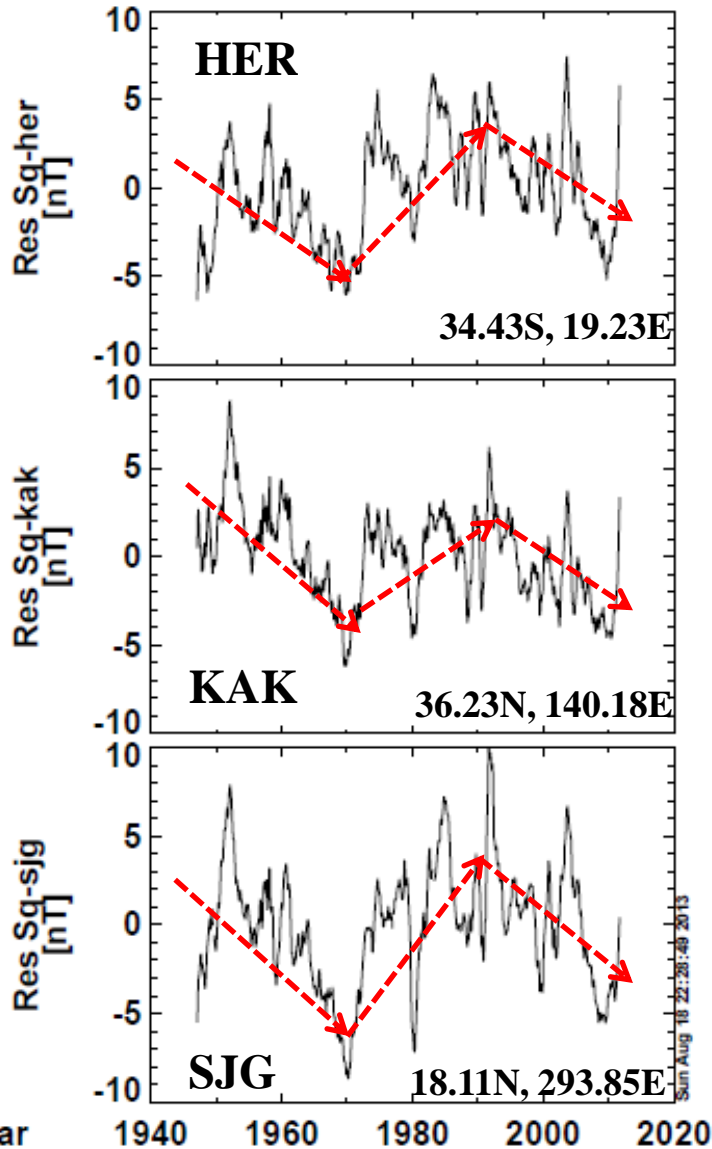 10
HER
5
0
-5
-10
Res Sq-her
[nT]
34.43S, 19.23E
10
5
0
-5
-10
Res Sq-kak
[nT]
KAK
36.23N, 140.18E
10
5
0
-5
-10
Res Sq-sjg
[nT]
SJG
18.11N, 293.85E
Sun Aug 18 22:28:49 2013
ar
1940 1960 1980 2000 2020